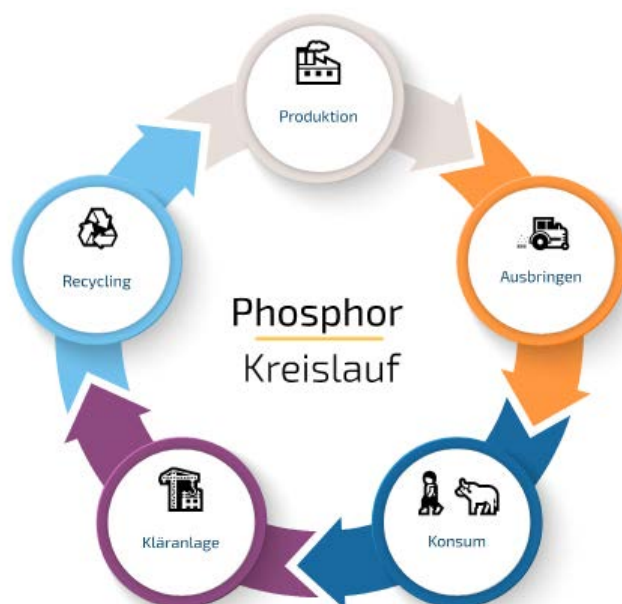 Produktion
Ausbringen
Recycling
Phosphor
Kreislauf
Kläranlage
Konsum